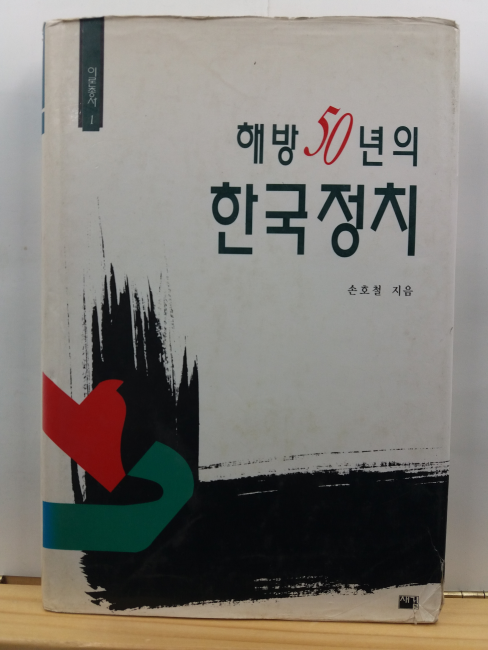 이론총서 1
해방 50년의
한국정치
손호철 지음
새길